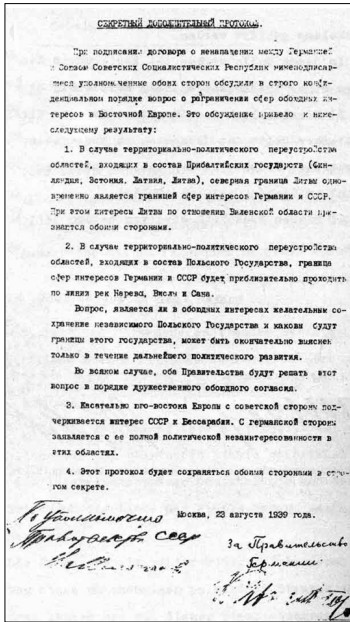 СЕКРЕТНЫЙ ДОПОЛНИТЕЛЬНЫЙ ПРОТОКОЛ.
При подписании договора о ненападении между Германией
и Союзом Советских Социалистических Республик нижеподписав-
шиеся уполномоченные обоих сторон обсудили в строго конфи-
денциальном порядке вопрос о разграничении сфер обоюдных ин-
тересов в Восточной Европе. Это обсуждение привело к ниже-
следующему результату:
1. В случае территориально-политического переустройства
областей, входящих в состав Прибалтийских государств (Фин-
ляндия, Эстония, Латвия, Литва), северная граница Литвы одно-
временно является границей сфер интересов Германии и СССР.
При этом интересы Литвы по отношению Виленской области при-
знаются обоими сторонами.
2. В случае территориально-политического переустройства
областей, входящих в состав Польского Государства, граница
сфер интересов Германии и СССР будет приблизительно проходить
по линии рек Нарева, Вислы и Сана.
Вопрос, является ли в обоюдных интересах желательным со-
хранение независимого Польского Государства и каковы будут
границы этого государства, может быть окончательно выяснен
только в течение дальнейшего политического развития.
Во всяком случае, оба Правительства будут решать этот
вопрос в порядке дружественного обоюдного согласия.
3. Касательно юго-востока Европы с советской стороны под-
черкивается интерес СССР к Бессарабии. С германской стороны
заявляется о ее полной политической незаинтересованности в
этих областях.
4. Этот протокол будет сохраняться обоими сторонами в стро-
гом секрете.
Москва, 23 августа 1939 года.
По уполномочию
Правительства СССР
За Правительство
Германии